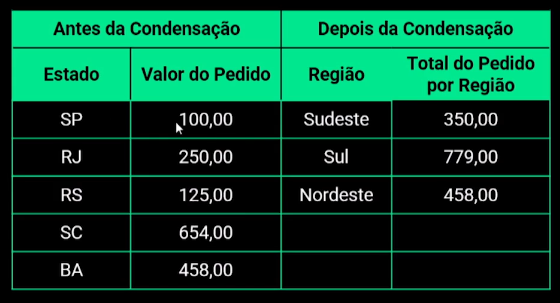 Antes da Condensação Depois da Condensação
Estado Valor do Pedido Região Total do Pedido
por Região
SP 100,00 Sudeste 350,00
RJ 250,00 Sul 779,00
RS 125,00 Nordeste 458,00
SC 654,00
BA 458,00